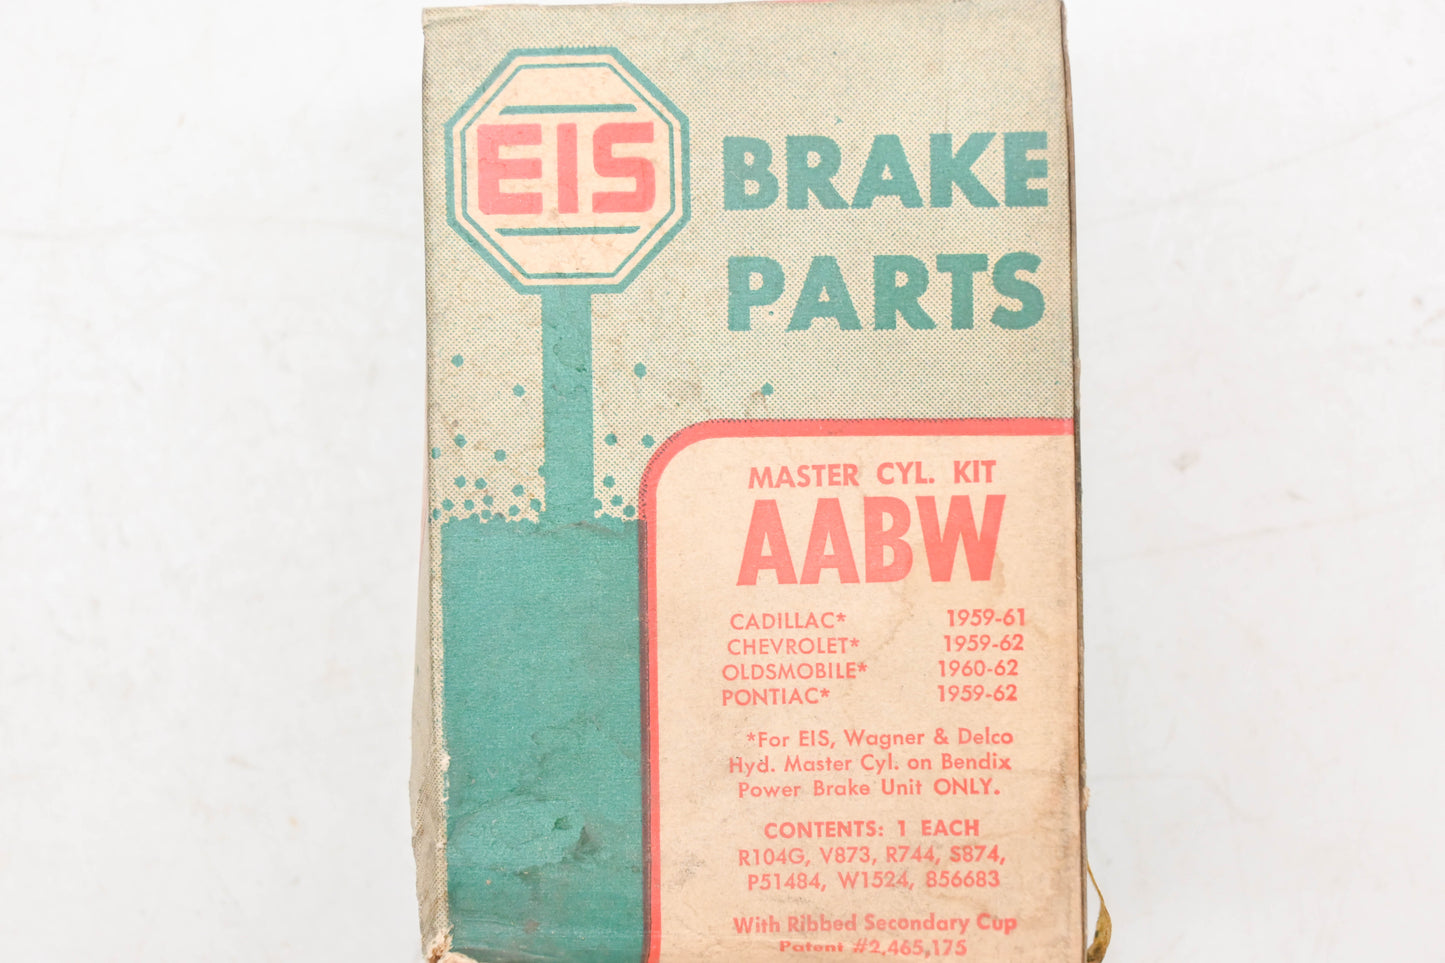 EIS
BRAKE
PARTS
MASTER CYL. KIT
AABW
CADILLAC* 1959-61
CHEVROLET* 1959-62
OLDSMOBILE* 1960-62
PONTIAC* 1959-62
*For EIS, Wagner & Delco
Hyd. Master Cyl. on Bendix
Power Brake Unit ONLY.
CONTENTS: 1 EACH
R104G, V873, R744, S874,
P51484, W1524, 856683
With Ribbed Secondary Cup
Patent #2,465,175